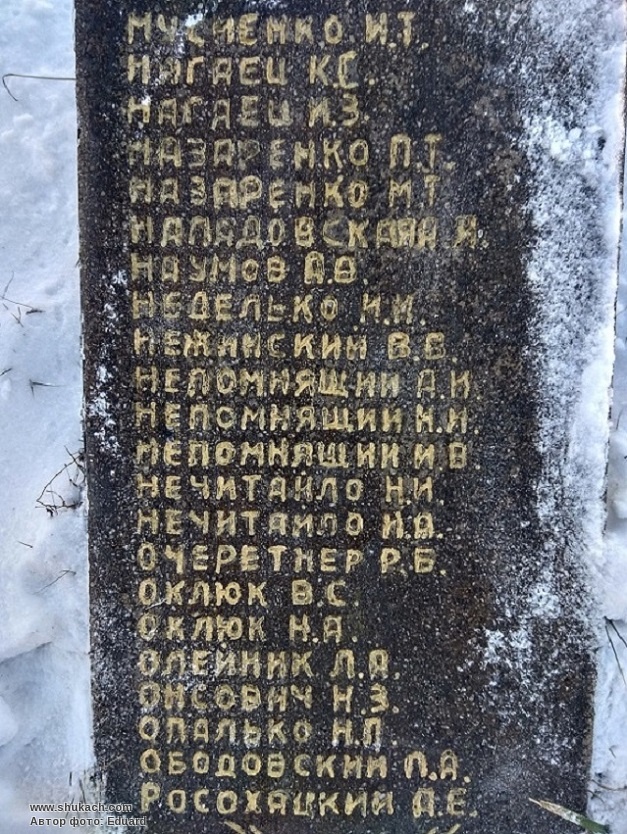 МУСИЕНКО И.Т.
НАГАЕЦ К.С.
НАГАЕЦ И.З.
НАЗАРЕНКО П.Т.
НАЗАРЕНКО М.Т
НАЛЯДОВСКАЯ А.Я.
НАУМОВ А.Ф.
НЕДЕЛЬКО Н.И.
НЕЖИНСКИЙ В.Б.
НЕПОМНЯЩИЙ А.И.
НЕПОМНЯЩИЙ Н.И.
НЕПОМНЯЩИЙ И.В.
НЕЧИТАЙЛО Н.И.
НЕЧИТАЙЛО Н.А.
ОЧЕРЕТНЕР Р.Б.
ОКЛЮК В.С.
ОКЛЮК Н.А.
ОЛЕЙНИК Л.А.
ОНСОВИЧ Н.З.
ОПАЛЬКО Н.П.
ОБОДОВСКИЙ П.А.
РОСОХАЦКИЙ А.Е.
www.shukach.com
Автор фото: Eduard